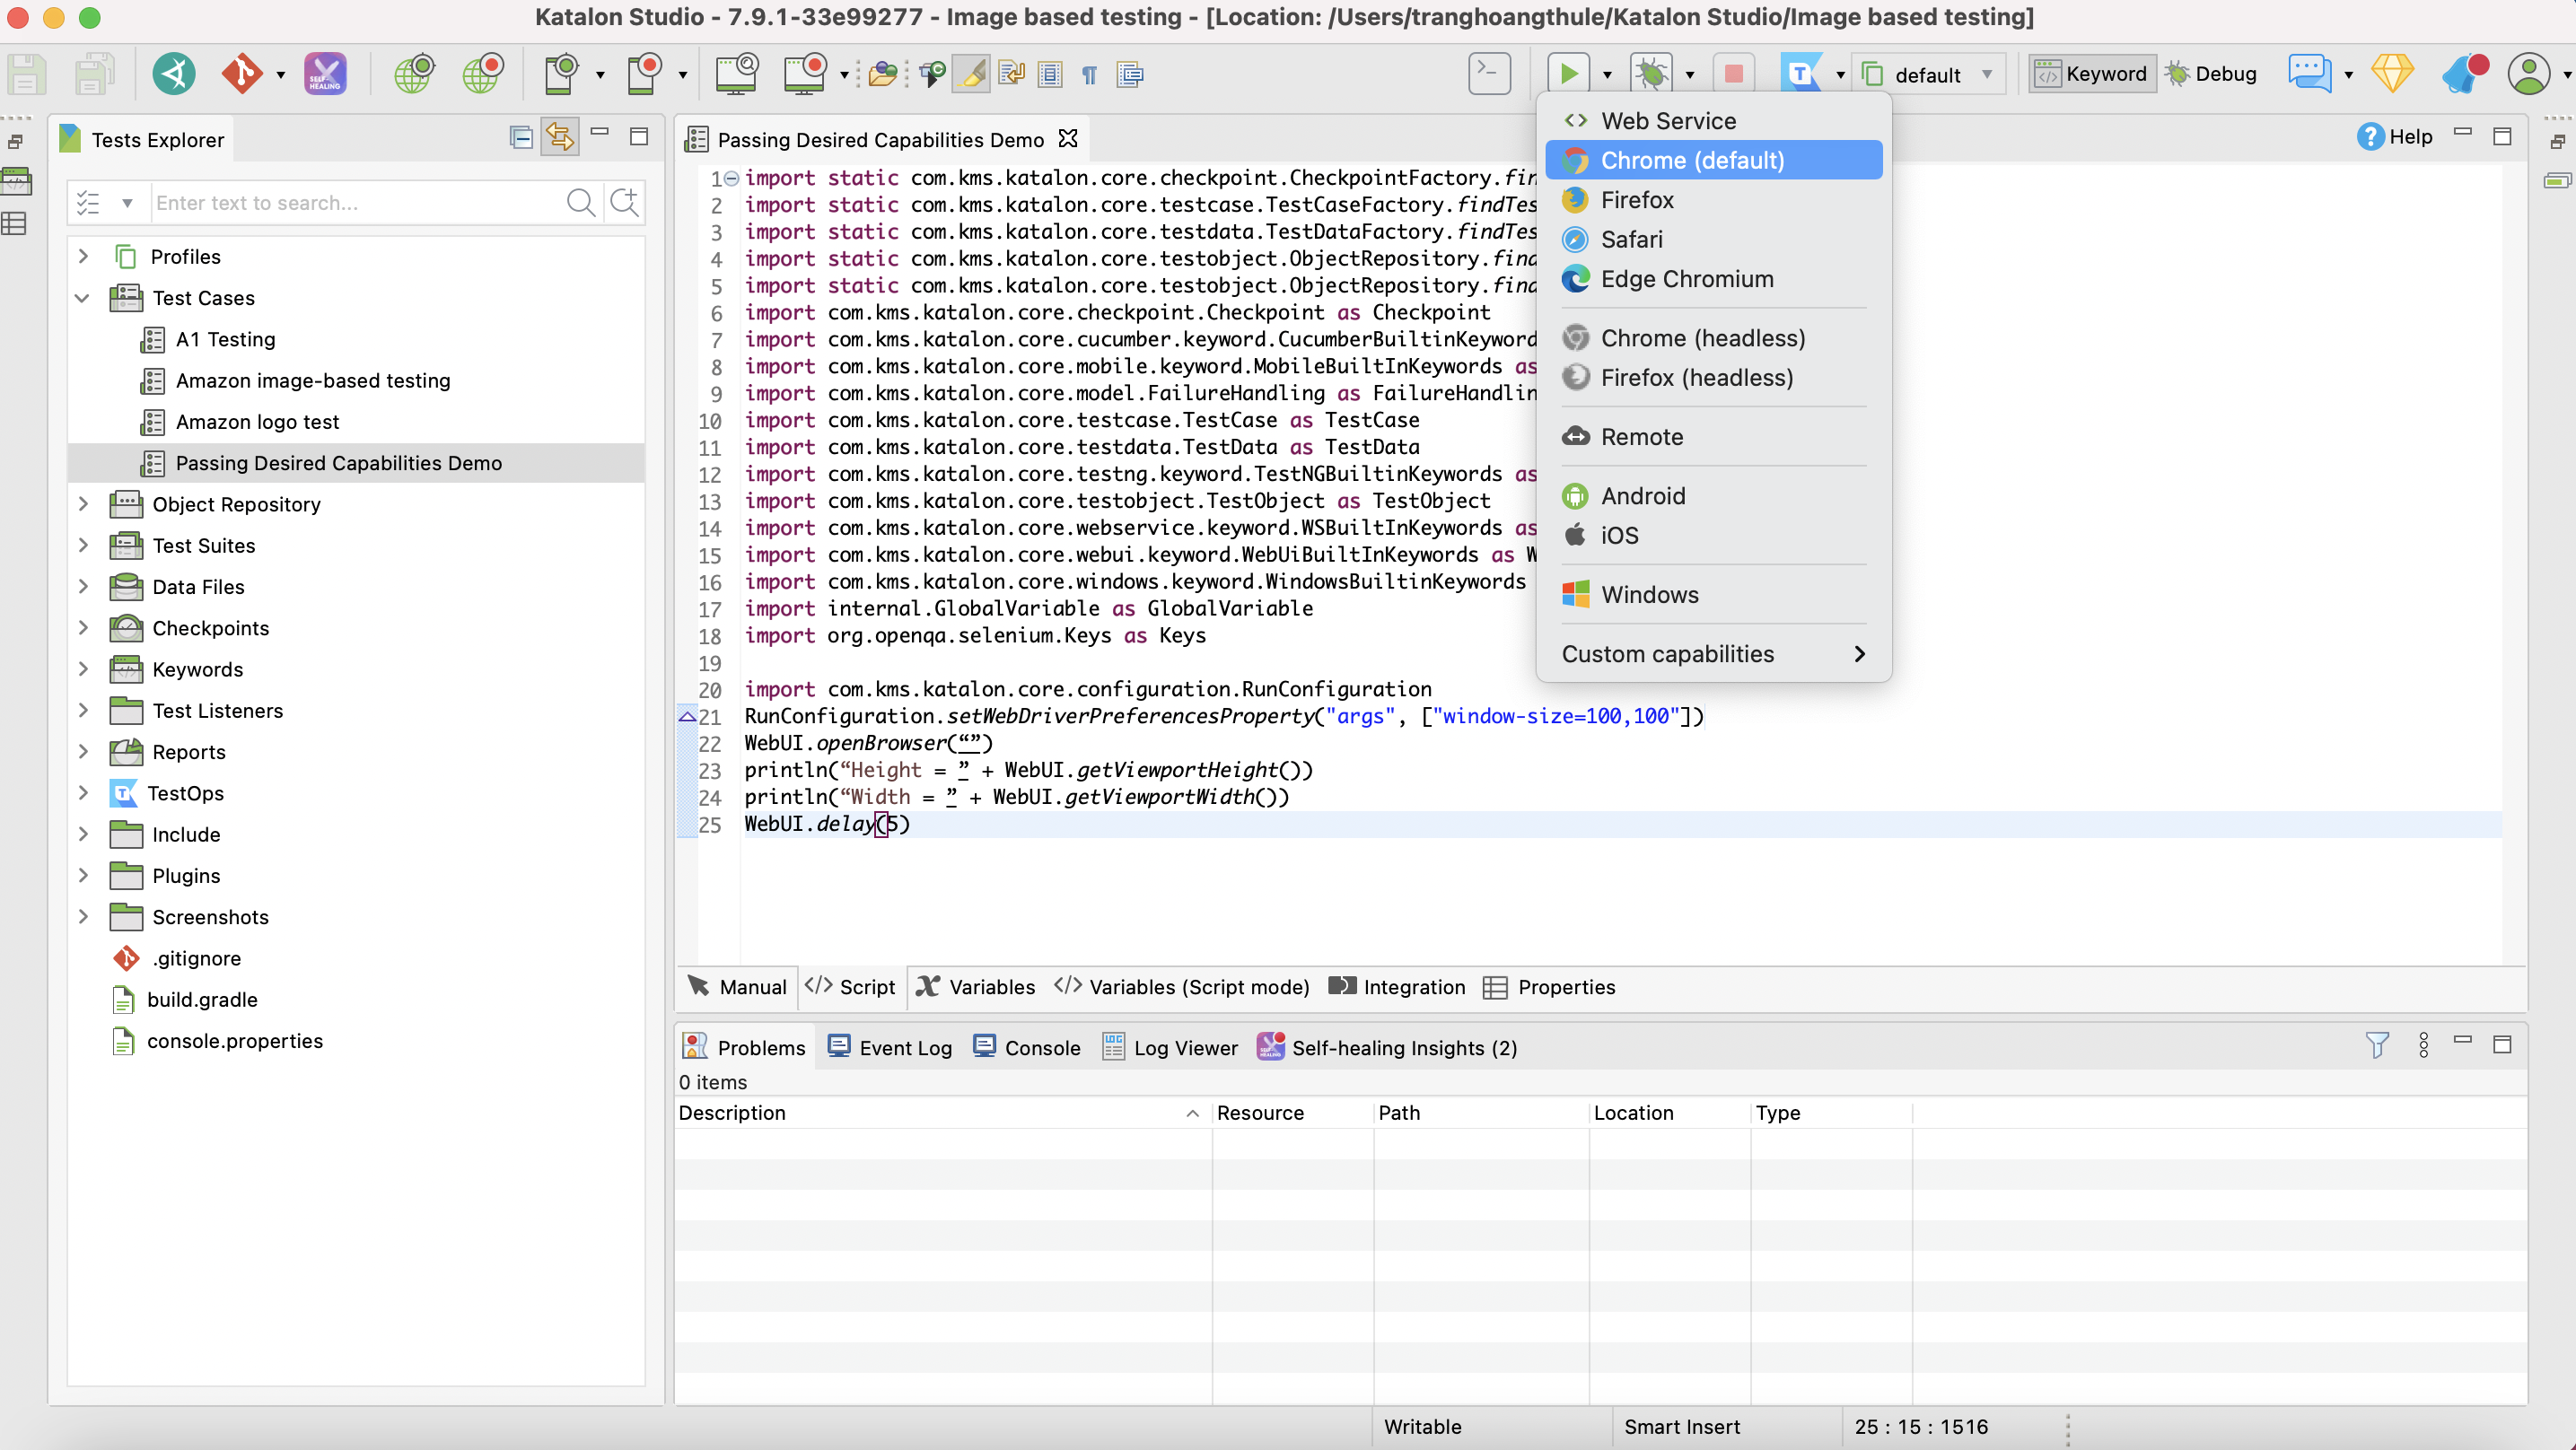 Katalon Studio - 7.9.1-33e99277 - Image based testing - [Location: /Users/tranghoangthule/Katalon Studio/Image based testing]
SELF-HEALING
default
Keyword
Debug
Tests Explorer
Enter text to search...
Profiles
Test Cases
A1 Testing
Amazon image-based testing
Amazon logo test
Passing Desired Capabilities Demo
Object Repository
Test Suites
Data Files
Checkpoints
Keywords
Test Listeners
Reports
TestOps
Include
Plugins
Screenshots
.gitignore
build.gradle
console.properties
Passing Desired Capabilities Demo
Help
1 import static com.kms.katalon.core.checkpoint.CheckpointFactory.fin
2 import static com.kms.katalon.core.testcase.TestCaseFactory.findTes
3 import static com.kms.katalon.core.testdata.TestDataFactory.findTes
4 import static com.kms.katalon.core.testobject.ObjectRepository.find
5 import static com.kms.katalon.core.testobject.ObjectRepository.find
6 import com.kms.katalon.core.checkpoint.Checkpoint as Checkpoint
7 import com.kms.katalon.core.cucumber.keyword.CucumberBuiltinKeyword
8 import com.kms.katalon.core.mobile.keyword.MobileBuiltInKeywords as
9 import com.kms.katalon.core.model.FailureHandling as FailureHandlin
10 import com.kms.katalon.core.testcase.TestCase as TestCase
11 import com.kms.katalon.core.testdata.TestData as TestData
12 import com.kms.katalon.core.testng.keyword.TestNGBuiltinKeywords as
13 import com.kms.katalon.core.testobject.TestObject as TestObject
14 import com.kms.katalon.core.webservice.keyword.WSBuiltInKeywords as
15 import com.kms.katalon.core.webui.keyword.WebUiBuiltInKeywords as W
16 import com.kms.katalon.core.windows.keyword.WindowsBuiltinKeywords
17 import internal.GlobalVariable as GlobalVariable
18 import org.openqa.selenium.Keys as Keys
19
20 import com.kms.katalon.core.configuration.RunConfiguration
21 RunConfiguration.setWebDriverPreferencesProperty("args", ["window-size=100,100"])
22 WebUI.openBrowser(“”)
23 println(“Height = ” + WebUI.getViewportHeight())
24 println(“Width = ” + WebUI.getViewportWidth())
25 WebUI.delay(5)
Web Service
Chrome (default)
Firefox
Safari
Edge Chromium
Chrome (headless)
Firefox (headless)
Remote
Android
iOS
Windows
Custom capabilities
Manual
Script
Variables
Variables (Script mode)
Integration
Properties
Problems
Event Log
Console
Log Viewer
Self-healing Insights (2)
0 items
Description
Resource
Path
Location
Type
Writable
Smart Insert
25 : 15 : 1516